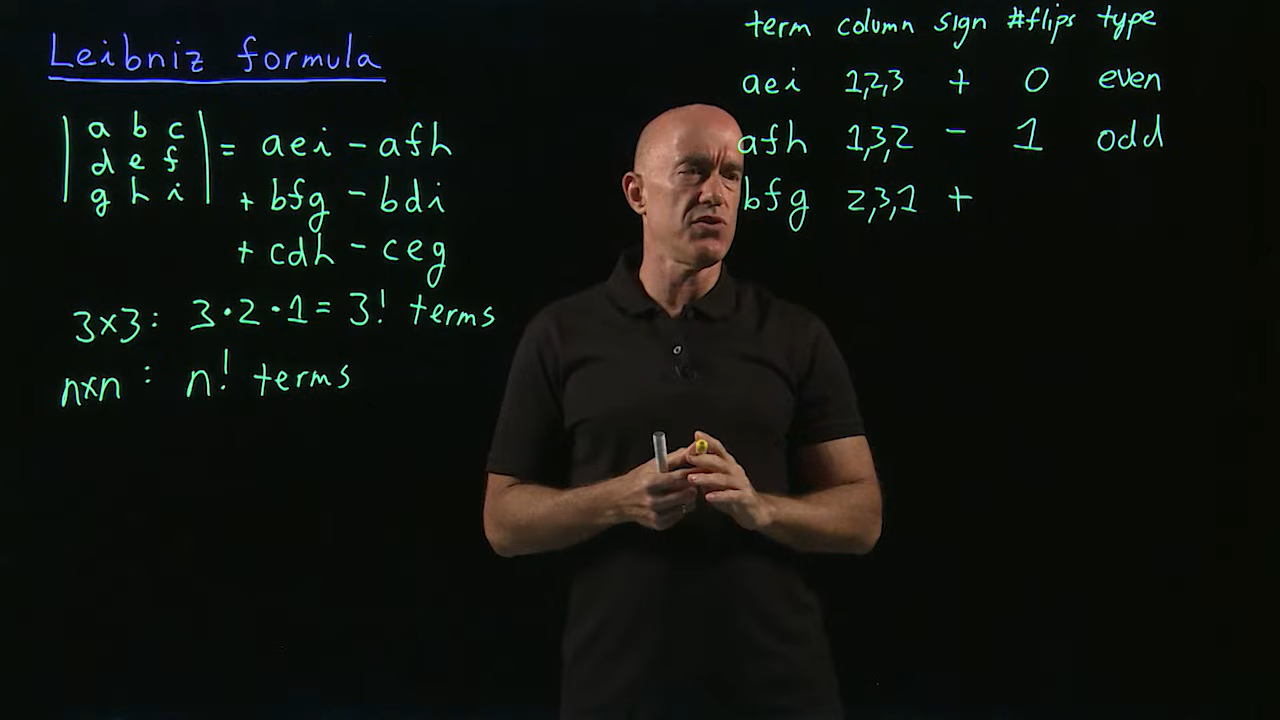 Leibniz formula
| a b c |
| d e f | = aei - afh
| g h i | + bfg - bdi
+ cdh - ceg
3x3: 3·2·1 = 3! terms
nxn: n! terms
term column sign #flips type
aei 1,2,3 + 0 even
afh 1,3,2 - 1 odd
bfg 2,3,1 +